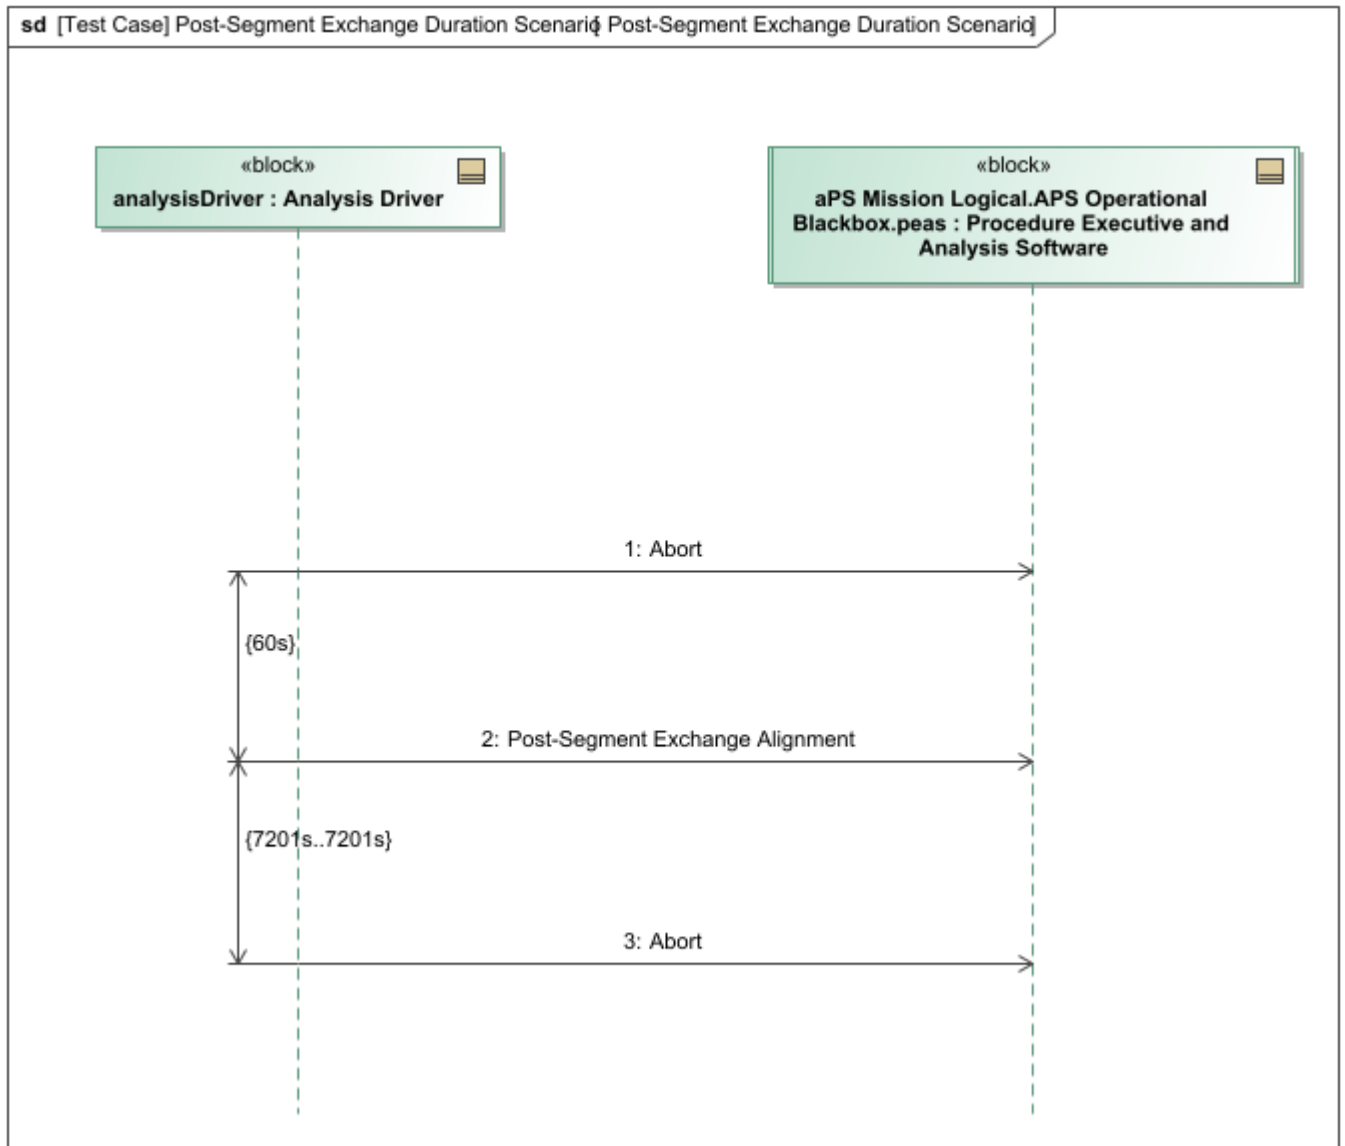 sd [Test Case] Post-Segment Exchange Duration Scenario[ Post-Segment Exchange Duration Scenario]
«block»
analysisDriver : Analysis Driver
«block»
aPS Mission Logical.APS Operational
Blackbox.peas : Procedure Executive and
Analysis Software
1: Abort
{60s}
2: Post-Segment Exchange Alignment
{7201s..7201s}
3: Abort